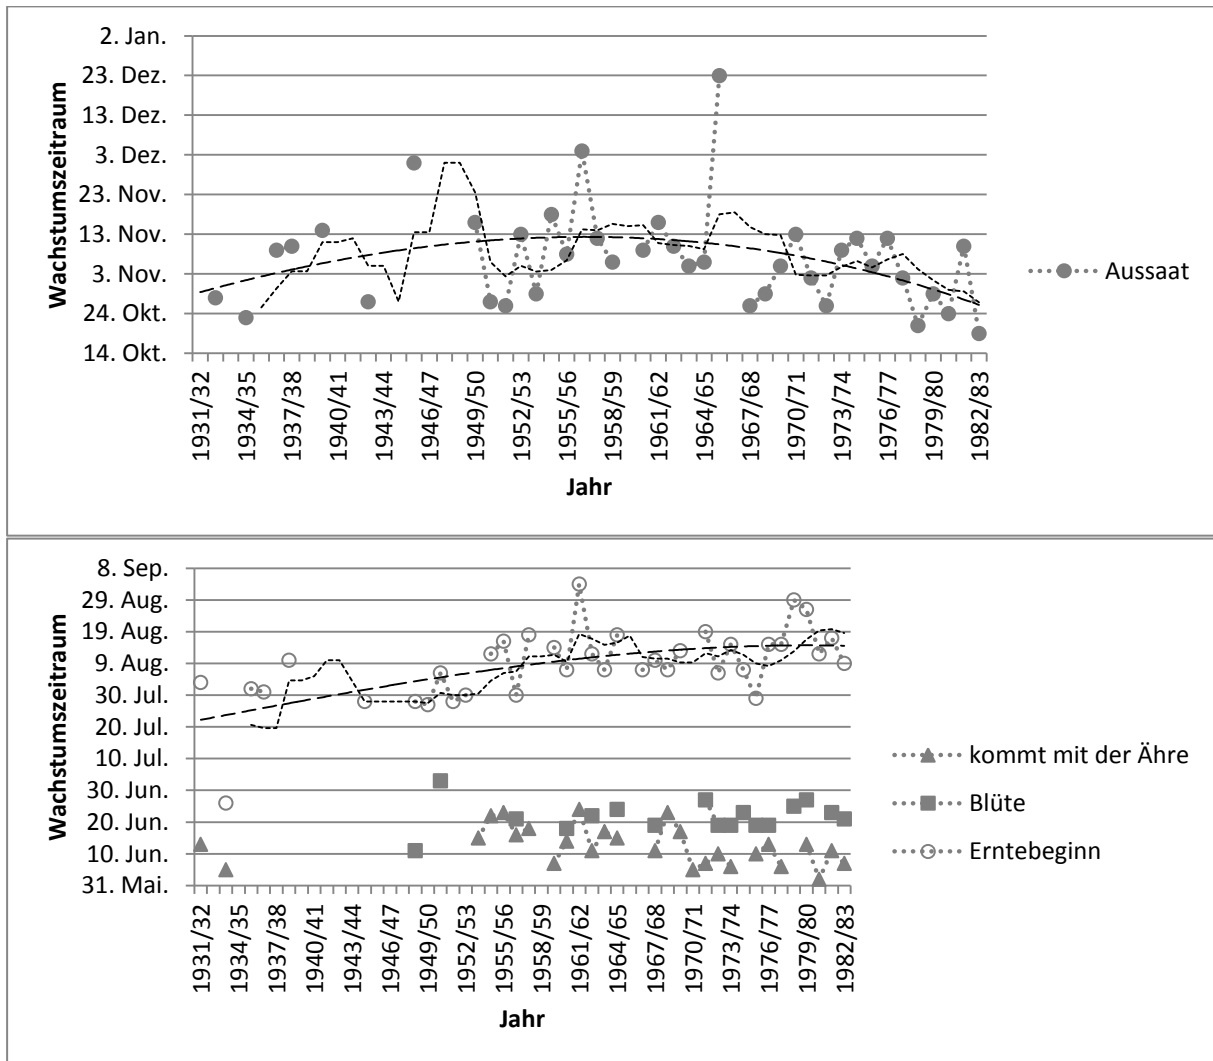 2. Jan.
23. Dez.
13. Dez.
3. Dez.
23. Nov.
13. Nov.
3. Nov.
24. Okt.
14. Okt.
Wachstumszeitraum
1931/32
1934/35
1937/38
1940/41
1943/44
1946/47
1949/50
1952/53
1955/56
1958/59
1961/62
1964/65
1967/68
1970/71
1973/74
1976/77
1979/80
1982/83
Jahr
Aussaat
8. Sep.
29. Aug.
19. Aug.
9. Aug.
30. Jul.
20. Jul.
10. Jul.
30. Jun.
20. Jun.
10. Jun.
31. Mai.
Wachstumszeitraum
1931/32
1934/35
1937/38
1940/41
1943/44
1946/47
1949/50
1952/53
1955/56
1958/59
1961/62
1964/65
1967/68
1970/71
1973/74
1976/77
1979/80
1982/83
Jahr
kommt mit der Ähre
Blüte
Erntebeginn